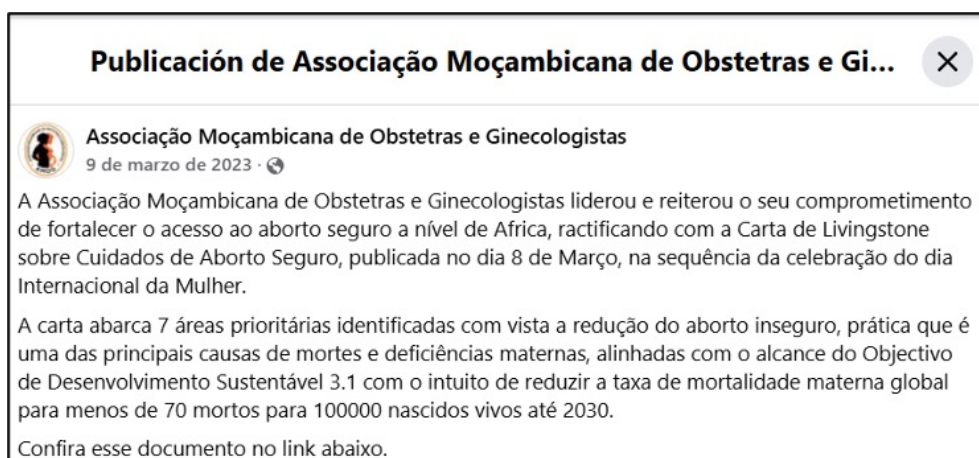 Publicación de Associação Moçambicana de Obstetras e Gi...
Associação Moçambicana de Obstetras e Ginecologistas
9 de marzo de 2023 ·
A Associação Moçambicana de Obstetras e Ginecologistas liderou e reiterou o seu comprometimento
de fortalecer o acesso ao aborto seguro a nível de Africa, ractificando com a Carta de Livingstone
sobre Cuidados de Aborto Seguro, publicada no dia 8 de Março, na sequência da celebração do dia
Internacional da Mulher.
A carta abarca 7 áreas prioritárias identificadas com vista a redução do aborto inseguro, prática que é
uma das principais causas de mortes e deficiências maternas, alinhadas com o alcance do Objectivo
de Desenvolvimento Sustentável 3.1 com o intuito de reduzir a taxa de mortalidade materna global
para menos de 70 mortos para 100000 nascidos vivos até 2030.
Confira esse documento no link abaixo.